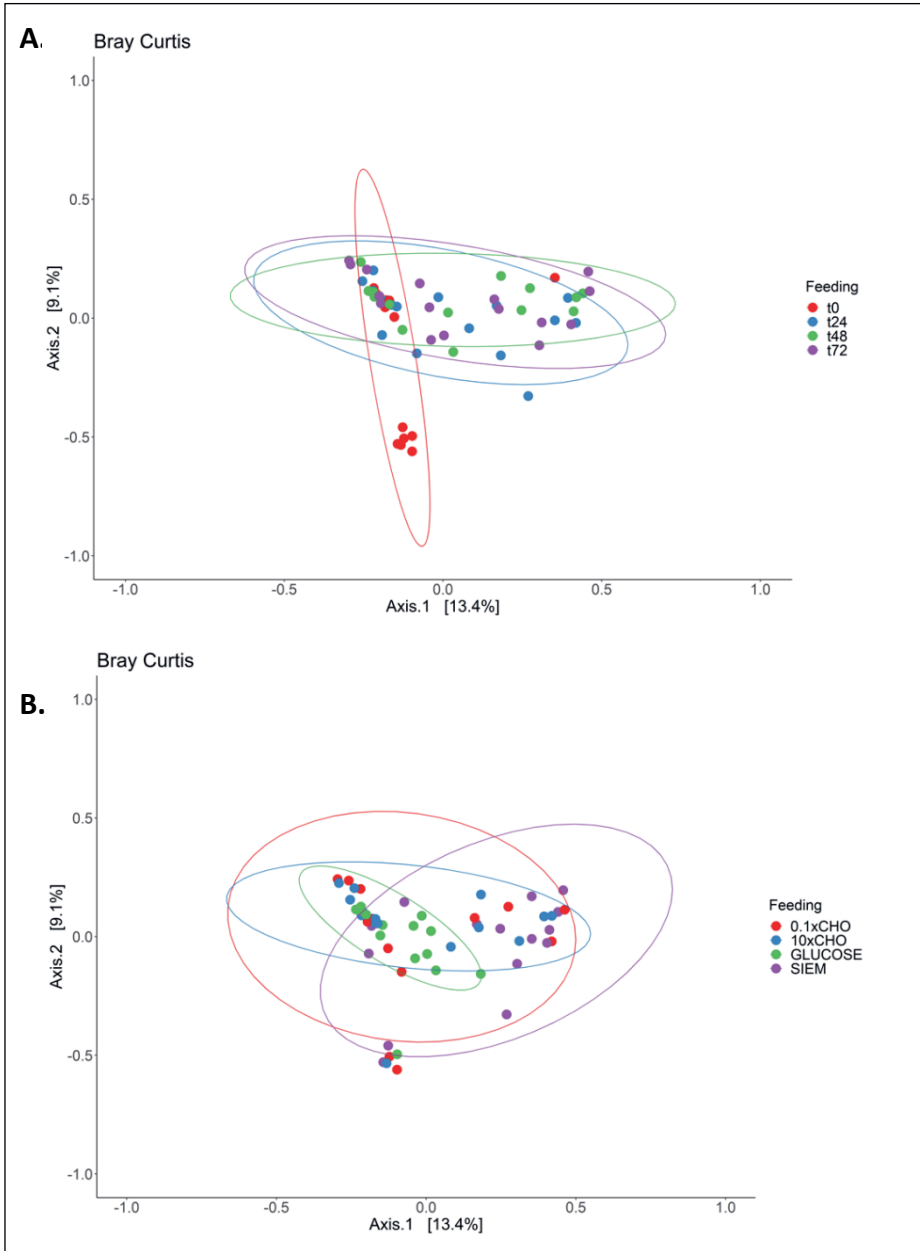 A.
Bray Curtis
1.0
0.5
0.0
-0.5
-1.0
Axis.2 [9.1%]
-1.0 -0.5 0.0 0.5 1.0
Axis.1 [13.4%]
Feeding
t0
t24
t48
t72
B.
Bray Curtis
1.0
0.5
0.0
-0.5
-1.0
Axis.2 [9.1%]
-1.0 -0.5 0.0 0.5 1.0
Axis.1 [13.4%]
Feeding
0.1xCHO
10xCHO
GLUCOSE
SIEM